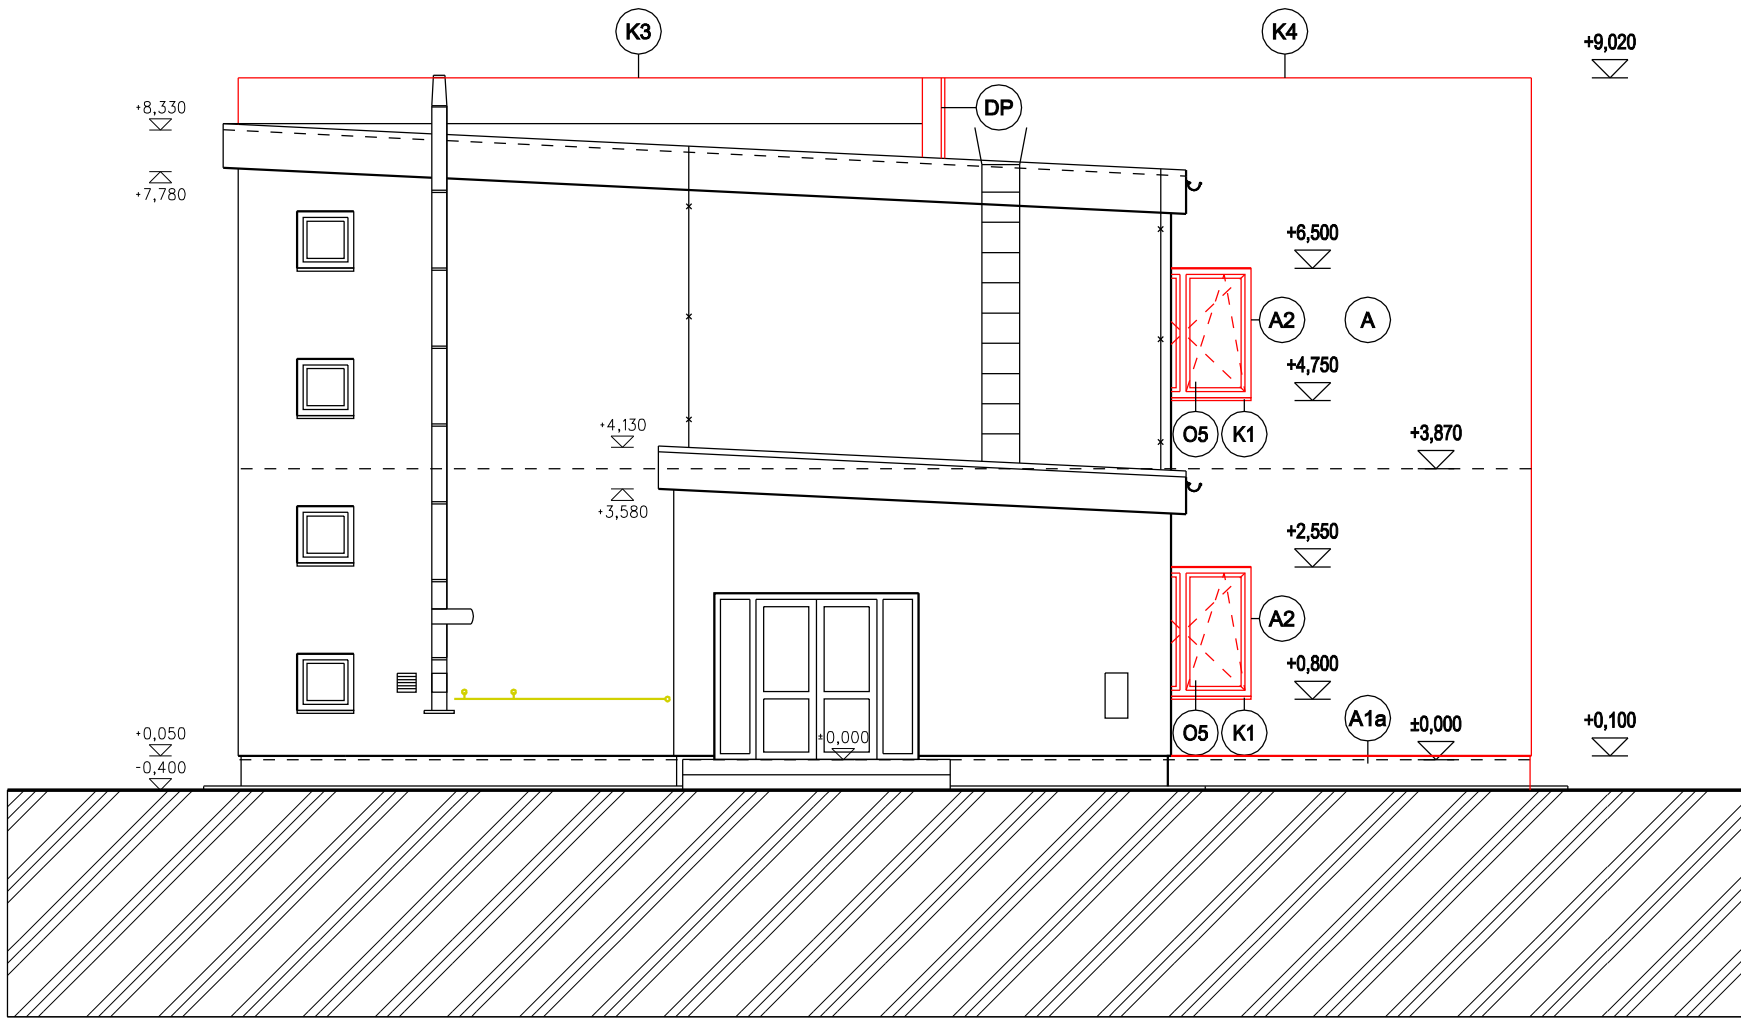 K3
K4
+9,020
+8,330
DP
+7,780
+6,500
A2
A
+4,750
+4,130
O5
K1
+3,870
+3,580
+2,550
A2
+0,800
A1a
+0,050
±0,000
O5
K1
±0,000
+0,100
-0,400